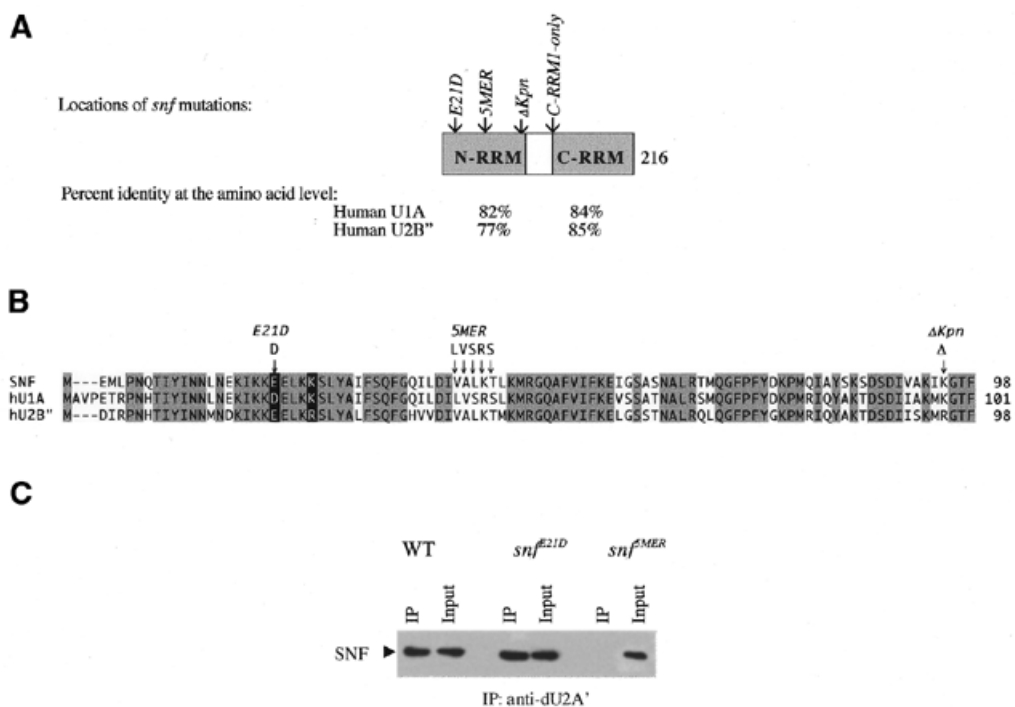 A
E21D 5MER ΔKpn C-RRM1-only
Locations of snf mutations:
N-RRM C-RRM 216
Percent identity at the amino acid level:
Human U1A 82% 84%
Human U2B” 77% 85%
B
E21D 5MER ΔKpn
D LVSRS Δ
SNF M---EMLPNQTIYINNLNEKIKKEELKKSLYAIFSQFGQILDIVALKTLKMRGQAFVIFKEIGSASNALRTMQGFPFYDKPMQIAYSKSDSDIVAKIKGTF 98
hU1A MAVPETRPNHTIYINNLNEKIKKDELKKSLYAIFSQFGQILDILVSRSLKMRGQAFVIFKEVSSATNALRSMQGFPFYDKPMRIQYAKTDSDIIAKMKGTF 101
hU2B” M---DIRPNHTIYINNMNDKIKKEELKRSLYALFSQFGHVVDIVALKTMKMRGQAFVIFKELGSSTNALRQLQGFPFYGKPMRIQYAKTDSDIISKMRGTF 98
C
WT snfE21D snf5MER
IP Input IP Input IP Input
SNF
IP: anti-dU2A'